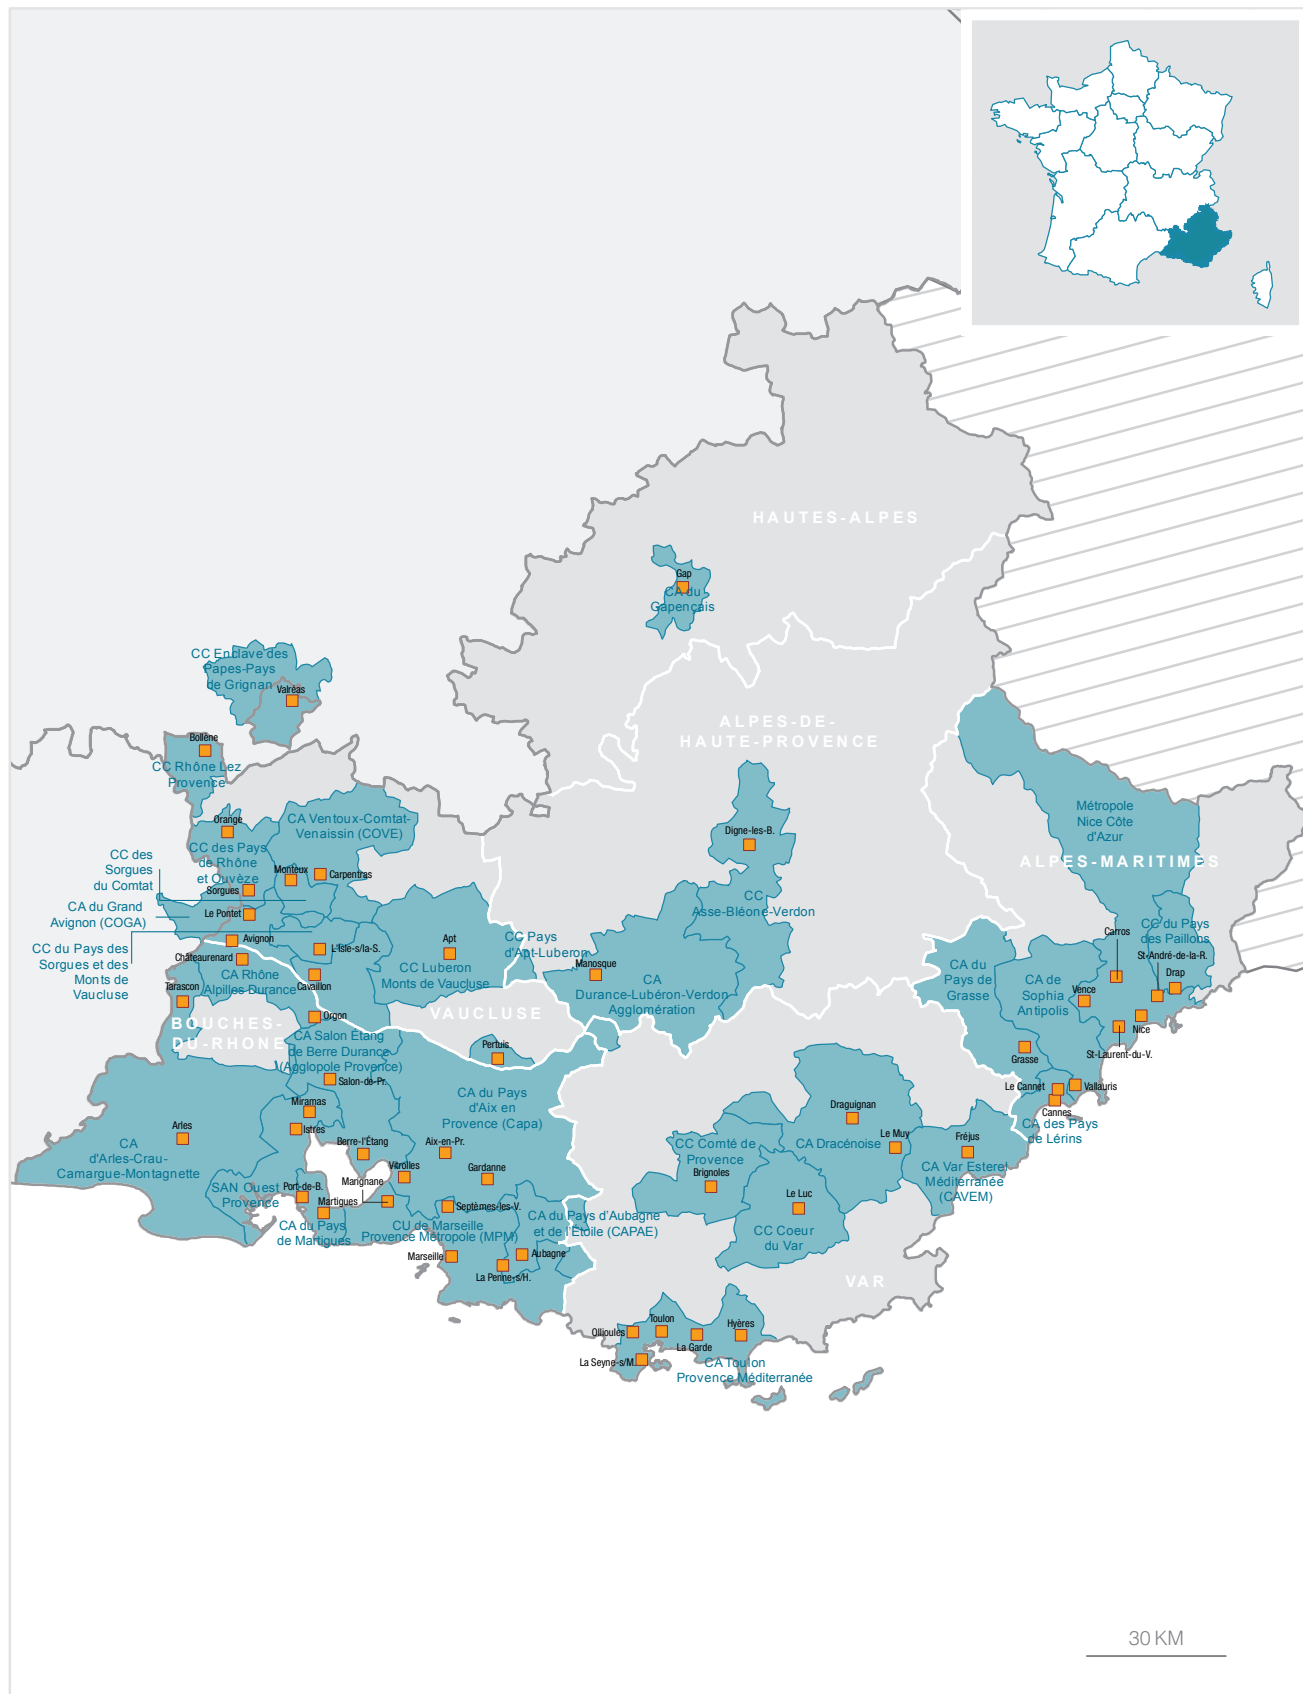 HAUTES-ALPES
Gap
CA du
Gapençais
CC Enclave des
Papes-Pays
de Grignan
Valréas
Bollène
CC Rhône Lez
Provence
ALPES-DE-
HAUTE-PROVENCE
Métropole
Nice Côte
d'Azur
ALPES-MARITIMES
Orange
CA Ventoux-Comtat-
Venaissin (COVE)
CC des Pays
de Rhône
et Ouvèze
CC des
Sorgues
du Comtat
Monteux
Carpentras
Sorgues
CA du Grand
Avignon (COGA)
Le Pontet
Avignon
CC du Pays des
Sorgues et des
Monts de
Vaucluse
L'Isle-s/la-S.
Châteaurenard
CA Rhône
Alpilles Durance
Cavaillon
Tarascon
Apt
CC Luberon
Monts de Vaucluse
CC Pays
d'Apt-Luberon
Digne-les-B.
CC
Asse-Bléone-Verdon
Manosque
CA
Durance-Lubéron-Verdon
Agglomération
CC du Pays
des Paillons
Carros
St-André-de-la-R.
Drap
CA du
Pays de
Grasse
CA de
Sophia
Antipolis
Vence
Nice
St-Laurent-du-V.
Grasse
Le Cannet
Vallauris
Cannes
CA des Pays
de Lérins
BOUCHES-
DU-RHONE
VAUCLUSE
Orgon
CA Salon Étang
de Berre Durance
(Agglopole Provence)
Salon-de-Pr.
Pertuis
CA du Pays
d'Aix en
Provence (Capa)
Miramas
Istres
Arles
CA
d'Arles-Crau-
Camargue-Montagnette
Berre-l'Étang
Aix-en-Pr.
Vitrolles
Gardanne
Marignane
SAN Ouest
Provence
Port-de-B.
Martigues
CA du Pays
de Martigues
Septèmes-les-V.
CU de Marseille
Provence Métropole (MPM)
CA du Pays d'Aubagne
et de l'Étoile (CAPAE)
Marseille
Aubagne
La Penne-s/H.
Draguignan
CA Dracénoise
Le Muy
CC Comté de
Provence
Brignoles
Le Luc
CC Coeur
du Var
Fréjus
CA Var Esterel
Méditerranée
(CAVEM)
VAR
Toulon
Ollioules
La Garde
Hyères
La Seyne-s/M.
CA Toulon
Provence Méditerranée
30 KM